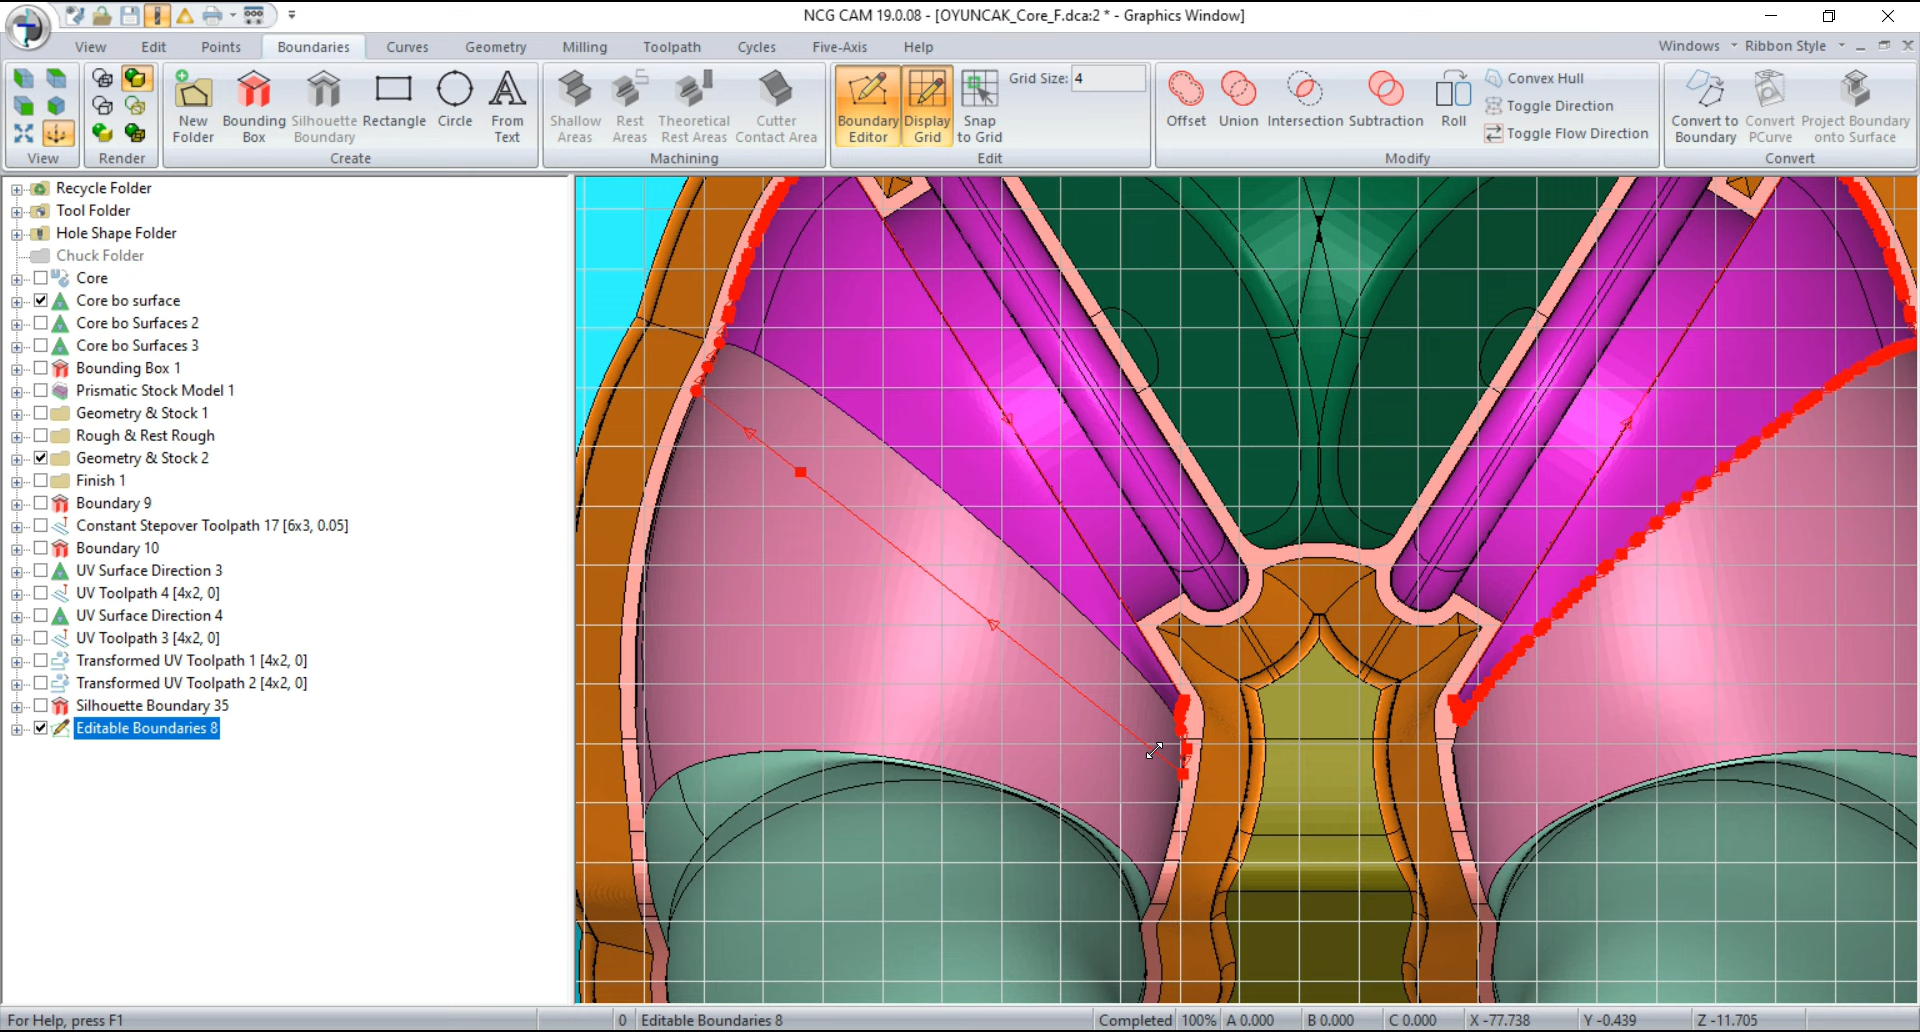 NCG CAM 19.0.08 - [OYUNCAK_Core_F.dca:2 * - Graphics Window]
View Edit Points Boundaries Curves Geometry Milling Toolpath Cycles Five-Axis Help Windows Ribbon Style
New Folder
Bounding Box
Silhouette Boundary
Rectangle
Circle
From Text
Shallow Areas
Rest Areas
Theoretical Rest Areas
Cutter Contact Area
Boundary Editor
Display Grid
Snap to Grid
Grid Size: 4
Offset
Union
Intersection
Subtraction
Roll
Convex Hull
Toggle Direction
Toggle Flow Direction
Convert to Boundary
Convert PCurve
Project Boundary onto Surface
View Render Create Machining Edit Modify Convert
Recycle Folder
Tool Folder
Hole Shape Folder
Chuck Folder
Core
Core bo surface
Core bo Surfaces 2
Core bo Surfaces 3
Bounding Box 1
Prismatic Stock Model 1
Geometry & Stock 1
Rough & Rest Rough
Geometry & Stock 2
Finish 1
Boundary 9
Constant Stepover Toolpath 17 [6x3, 0.05]
Boundary 10
UV Surface Direction 3
UV Toolpath 4 [4x2, 0]
UV Surface Direction 4
UV Toolpath 3 [4x2, 0]
Transformed UV Toolpath 1 [4x2, 0]
Transformed UV Toolpath 2 [4x2, 0]
Silhouette Boundary 35
Editable Boundaries 8
For Help, press F1 0 Editable Boundaries 8 Completed 100% A 0.000 B 0.000 C 0.000 X -77.738 Y -0.439 Z -11.705